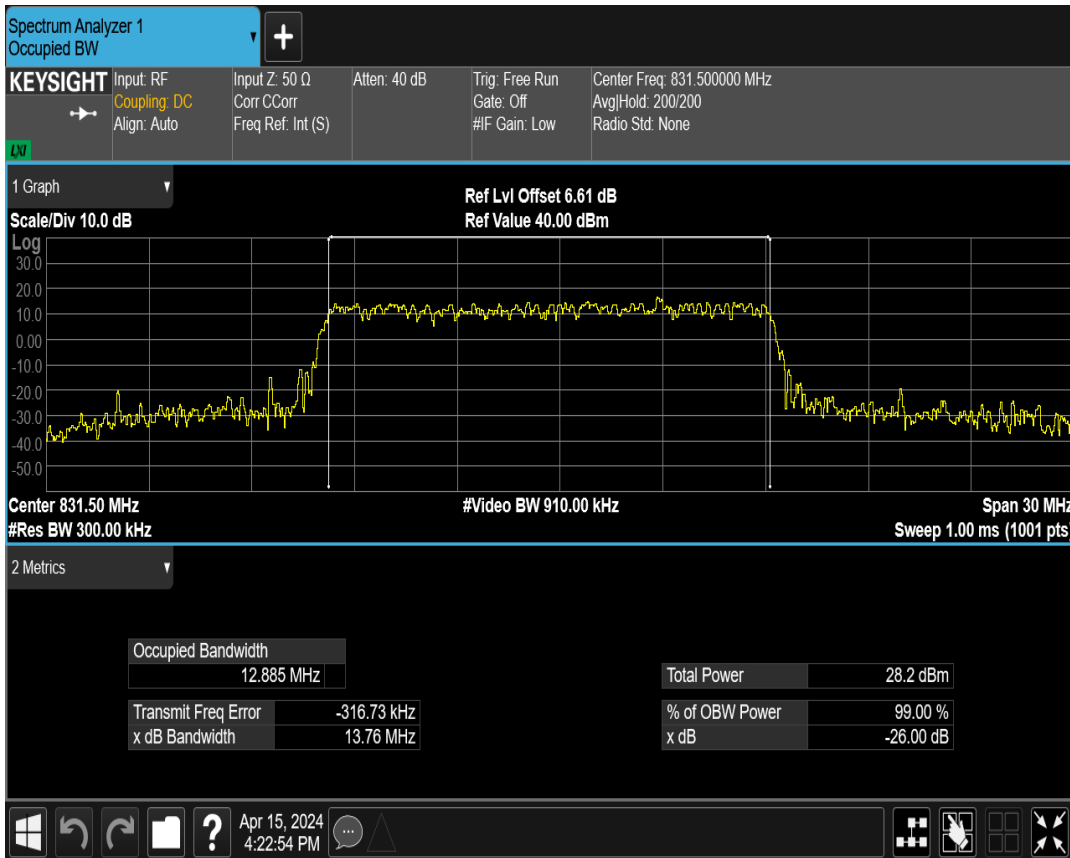 Spectrum Analyzer 1
Occupied BW
+
KEYSIGHT
LXI
Input: RF
Coupling: DC
Align: Auto
Input Z: 50 Ω
Corr CCorr
Freq Ref: Int (S)
Atten: 40 dB
Trig: Free Run
Gate: Off
#IF Gain: Low
Center Freq: 831.500000 MHz
Avg|Hold: 200/200
Radio Std: None
1 Graph
Ref Lvl Offset 6.61 dB
Scale/Div 10.0 dB
Ref Value 40.00 dBm
Log
30.0
20.0
10.0
0.00
-10.0
-20.0
-30.0
-40.0
-50.0
Center 831.50 MHz
#Video BW 910.00 kHz
Span 30 MHz
#Res BW 300.00 kHz
Sweep 1.00 ms (1001 pts)
2 Metrics
Occupied Bandwidth
12.885 MHz
Total Power 28.2 dBm
Transmit Freq Error -316.73 kHz
% of OBW Power 99.00 %
x dB Bandwidth 13.76 MHz
x dB -26.00 dB
?
Apr 15, 2024
4:22:54 PM